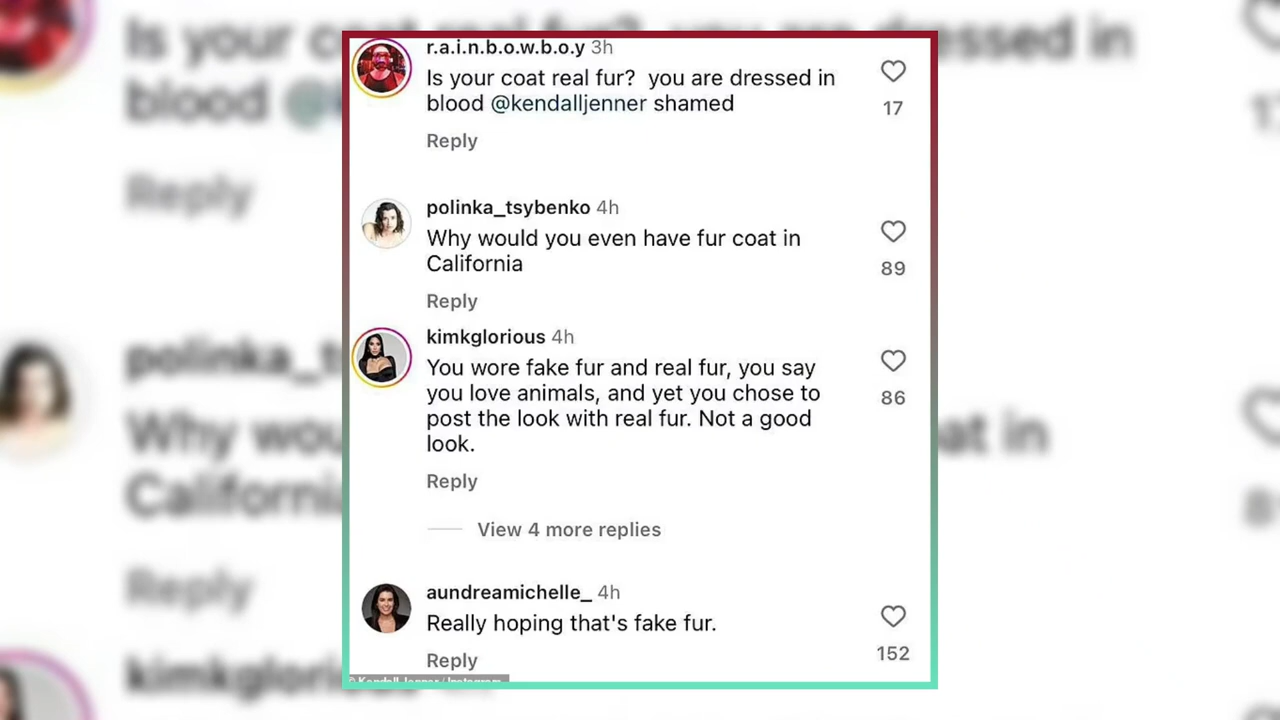 r.a.i.n.b.o.w.b.o.y 3h
Is your coat real fur?  you are dressed in
blood @kendalljenner shamed
17
Reply
polinka_tsybenko 4h
Why would you even have fur coat in
California
89
Reply
kimkglorious 4h
You wore fake fur and real fur, you say
you love animals, and yet you chose to
post the look with real fur. Not a good
look.
86
Reply
View 4 more replies
aundreamichelle_ 4h
Really hoping that's fake fur.
152
Reply
© Kendall Jenner / Instagram